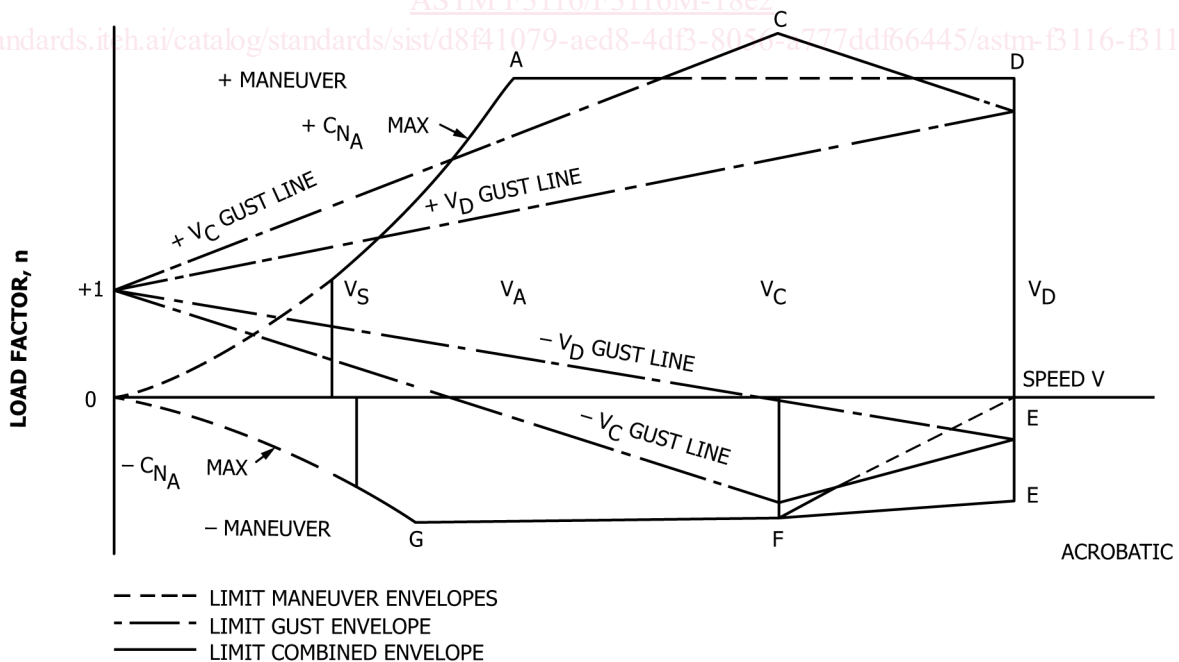 ASTM F3116/F3116M-18e2
andards.iteh.ai/catalog/standards/sist/d8f41079-aed8-4df3-8056-a777ddf66445/astm-f3116-f311
C
A
D
+ MANEUVER
+ CNA MAX
+ VC GUST LINE
+ VD GUST LINE
LOAD FACTOR, n
+1
VS
VA
VC
VD
– VD GUST LINE
SPEED V
0
E
– VC GUST LINE
– CNA MAX
E
– MANEUVER
G
F
ACROBATIC
LIMIT MANEUVER ENVELOPES
LIMIT GUST ENVELOPE
LIMIT COMBINED ENVELOPE